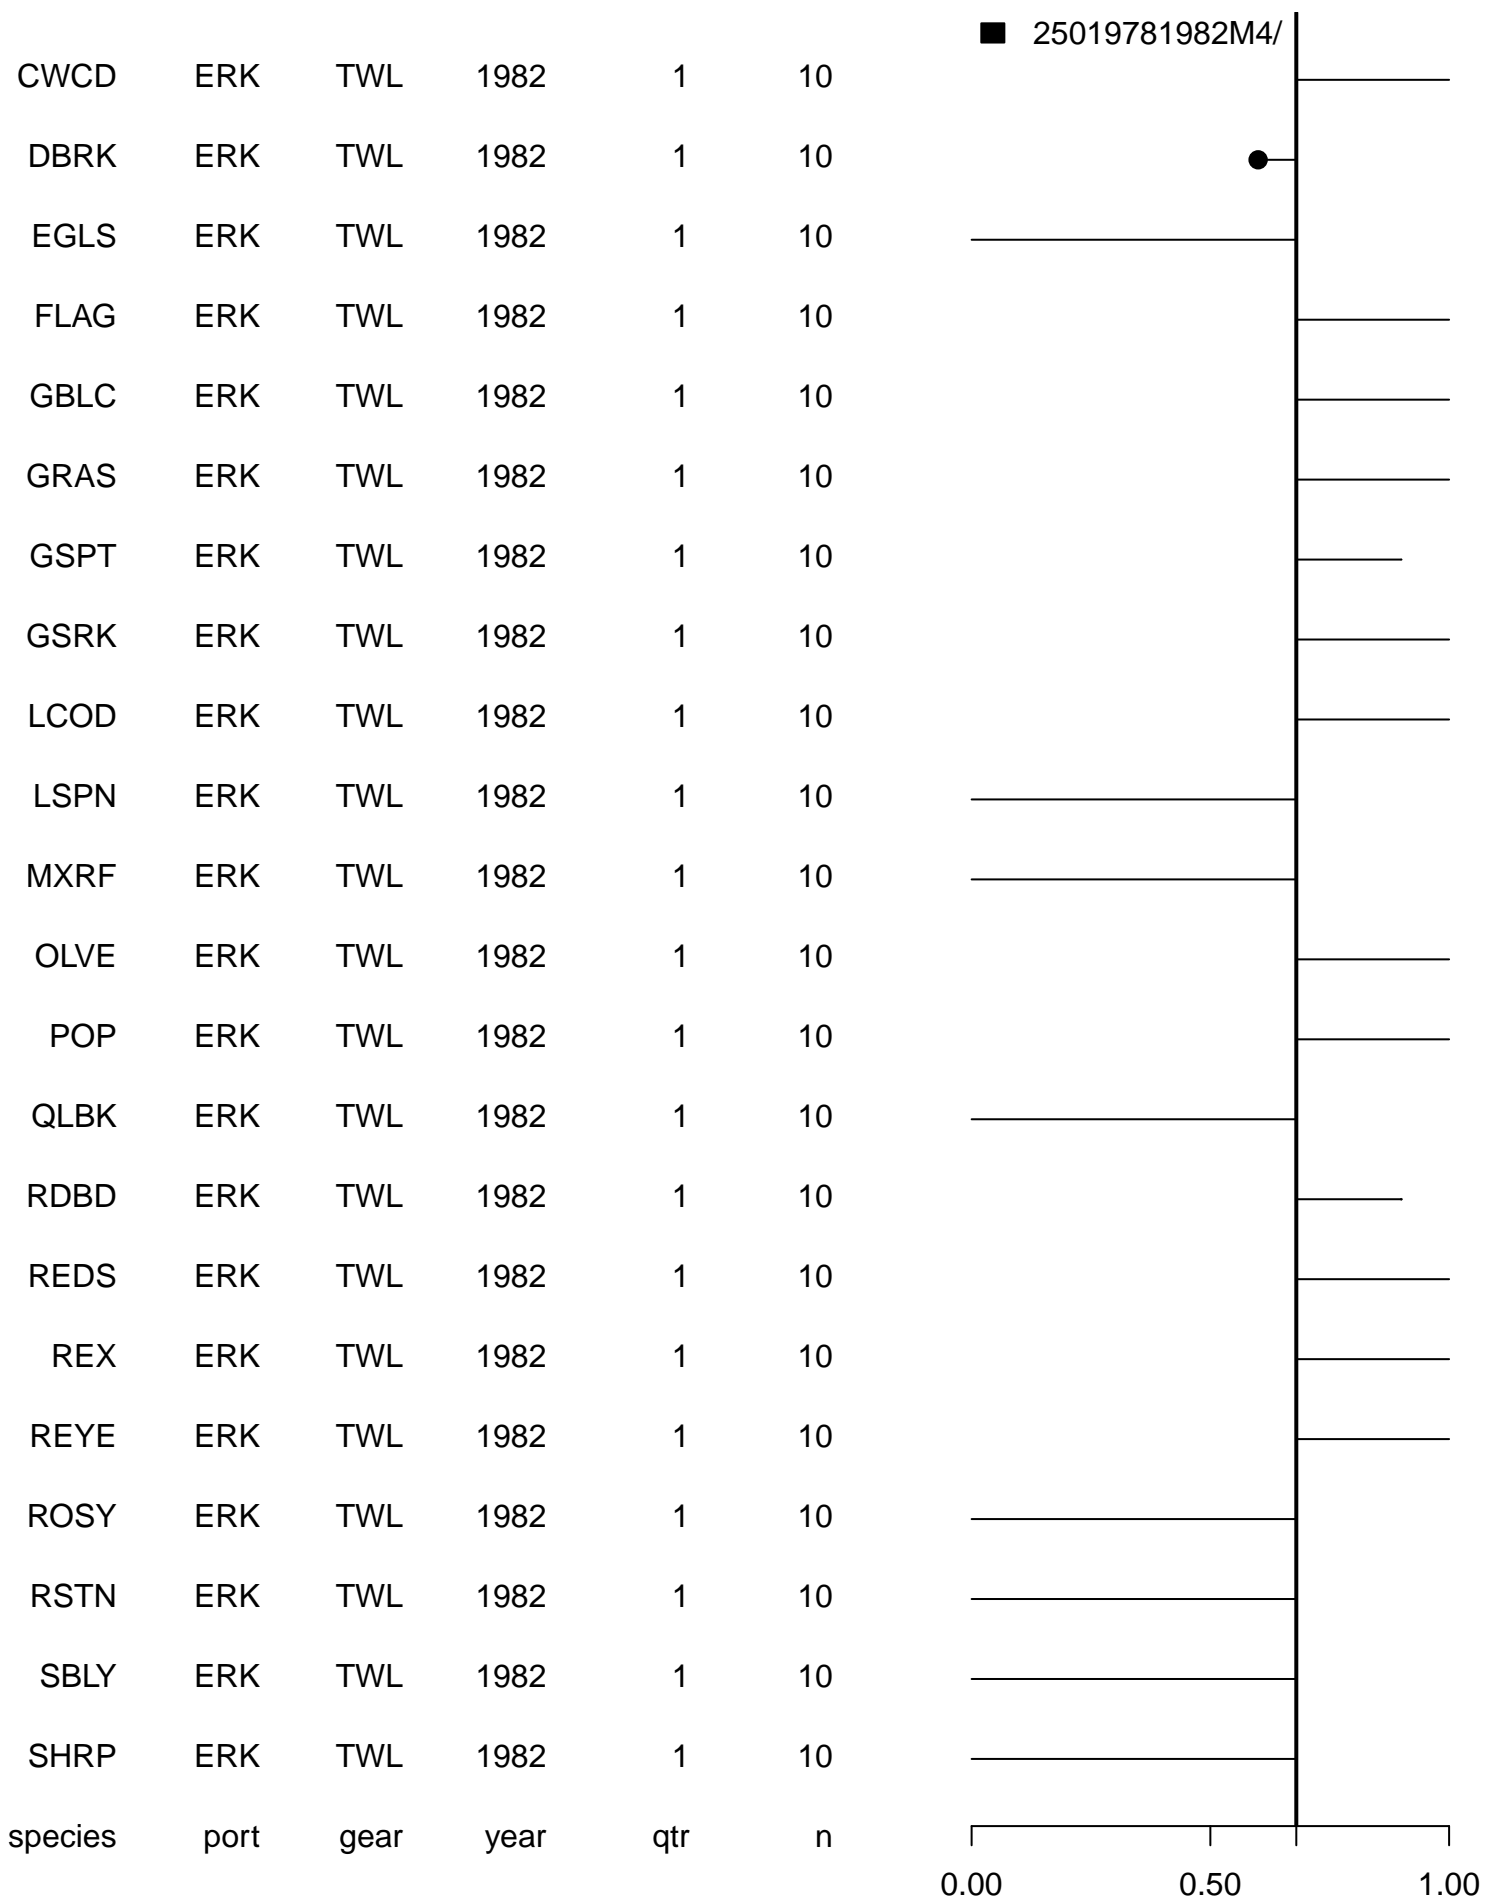 25019781982M4/
CWCD ERK TWL 1982 1 10
DBRK ERK TWL 1982 1 10
EGLS ERK TWL 1982 1 10
FLAG ERK TWL 1982 1 10
GBLC ERK TWL 1982 1 10
GRAS ERK TWL 1982 1 10
GSPT ERK TWL 1982 1 10
GSRK ERK TWL 1982 1 10
LCOD ERK TWL 1982 1 10
LSPN ERK TWL 1982 1 10
MXRF ERK TWL 1982 1 10
OLVE ERK TWL 1982 1 10
POP ERK TWL 1982 1 10
QLBK ERK TWL 1982 1 10
RDBD ERK TWL 1982 1 10
REDS ERK TWL 1982 1 10
REX ERK TWL 1982 1 10
REYE ERK TWL 1982 1 10
ROSY ERK TWL 1982 1 10
RSTN ERK TWL 1982 1 10
SBLY ERK TWL 1982 1 10
SHRP ERK TWL 1982 1 10
species port gear year qtr n
0.00 0.50 1.00